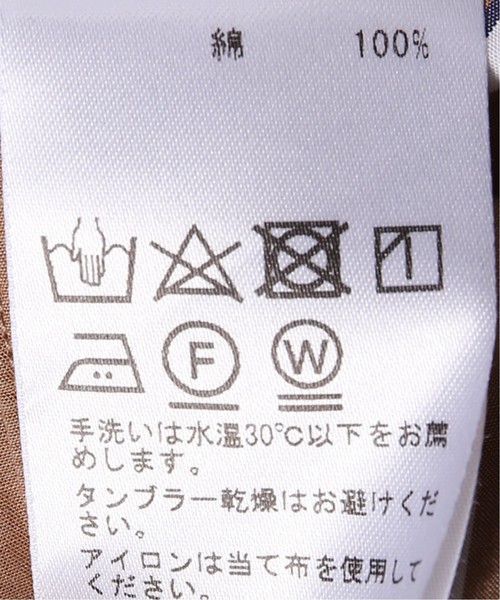 綿 100%
F W
手洗いは水温30℃以下をお薦
めします。
タンブラー乾燥はお避けくだ
さい。
アイロンは当て布を使用して
ください。